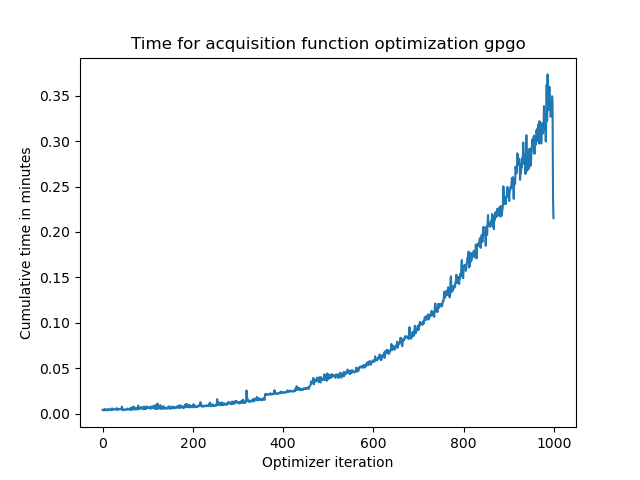 Time for acquisition function optimization gpgo
Cumulative time in minutes
0.35
0.30
0.25
0.20
0.15
0.10
0.05
0.00
0 200 400 600 800 1000
Optimizer iteration